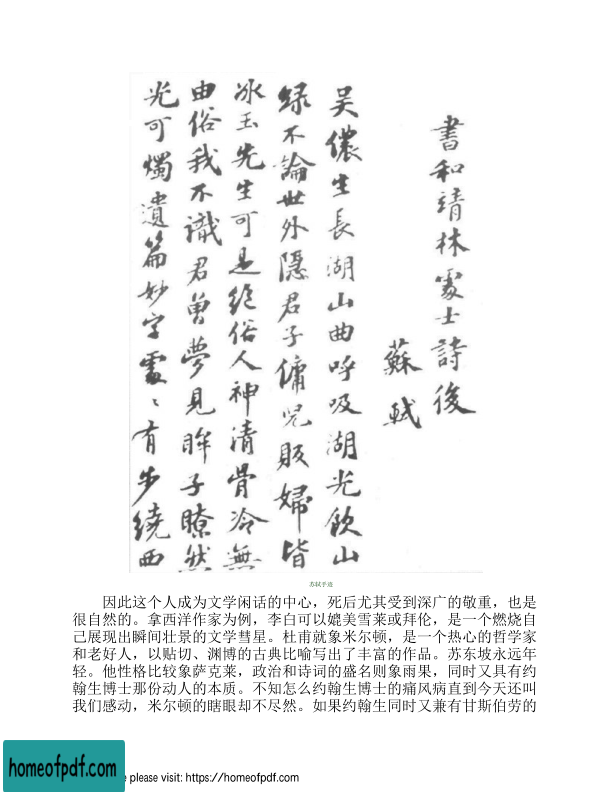 書和靖林處士詩後
蘇軾
吴儂生長湖山曲呼吸湖光飲山
緑不論世外隱君子傭兒販婦皆
冰玉先生可是絶俗人神清骨冷無
由俗我不識君曾夢見眸子瞭然
光可燭遺篇妙字處〻有步繞西
苏轼手迹
因此这个人成为文学闲话的中心，死后尤其受到深广的敬重，也是
很自然的。拿西洋作家为例，李白可以媲美雪莱或拜伦，是一个燃烧自
己展现出瞬间壮景的文学彗星。杜甫就象米尔顿，是一个热心的哲学家
和老好人，以贴切、渊博的古典比喻写出了丰富的作品。苏东坡永远年
轻。他性格比较象萨克莱，政治和诗词的盛名则象雨果，同时又具有约
翰生博士那份动人的本质。不知怎么约翰生博士的痛风病直到今天还叫
我们感动，米尔顿的瞎眼却不尽然。如果约翰生同时又兼有甘斯伯劳的
homeofpdf.com
e please visit: https://homeofpdf.com